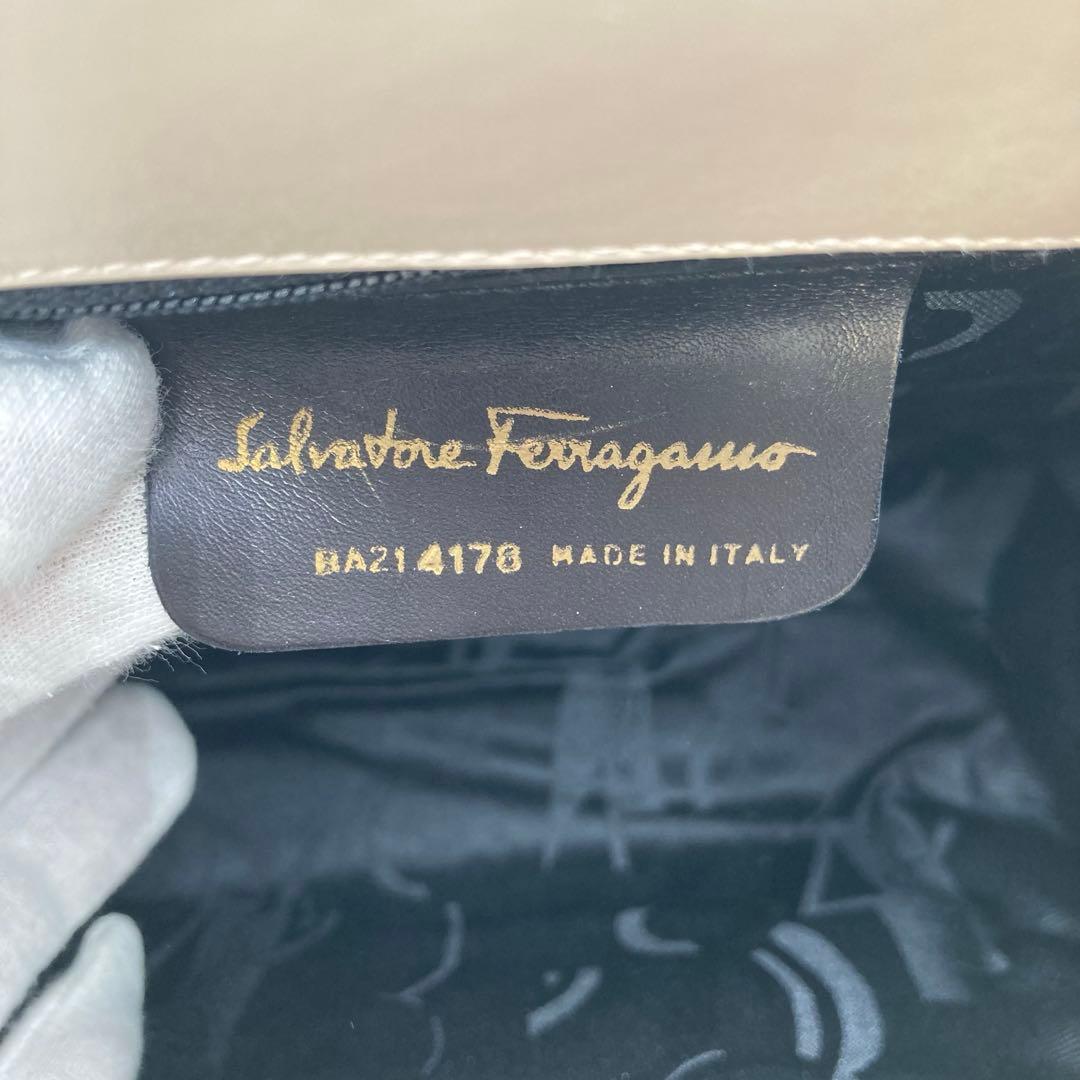 Salvatore Ferragamo
BA21 4178 MADE IN ITALY